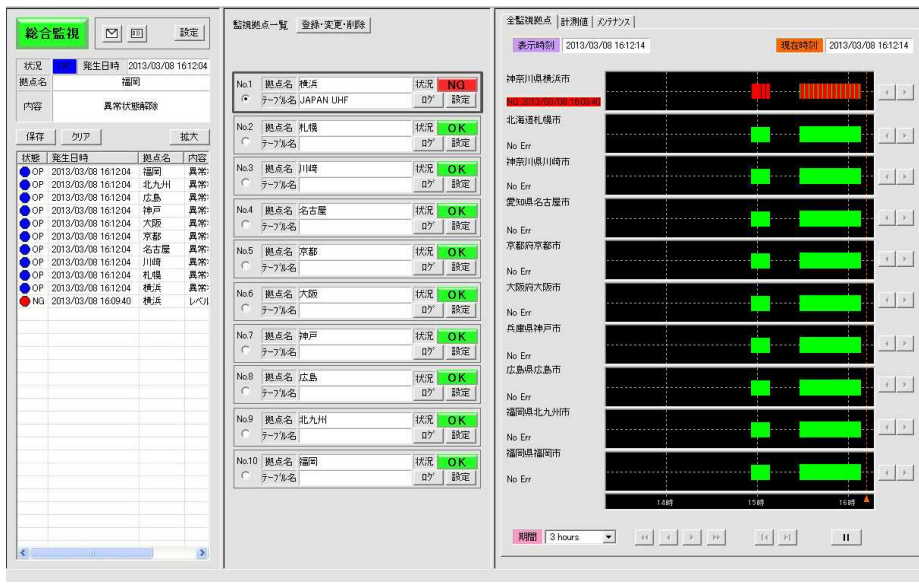 総合監視
設定
状況
OP
発生日時 2013/03/08 16:12:04
拠点名 福岡
内容 異常状態解除
保存 クリア 拡大
状態 発生日時 拠点名 内容
OP 2013/03/08 16:12:04 福岡 異常
OP 2013/03/08 16:12:04 北九州 異常
OP 2013/03/08 16:12:04 広島 異常
OP 2013/03/08 16:12:04 神戸 異常
OP 2013/03/08 16:12:04 大阪 異常
OP 2013/03/08 16:12:04 京都 異常
OP 2013/03/08 16:12:04 名古屋 異常
OP 2013/03/08 16:12:04 川崎 異常
OP 2013/03/08 16:12:04 札幌 異常
OP 2013/03/08 16:12:04 横浜 異常
NG 2013/03/08 16:09:40 横浜 レベル
監視拠点一覧 登録・変更・削除
No.1 拠点名 横浜 状況 NG
テーブル名 JAPAN UHF ログ 設定
No.2 拠点名 札幌 状況 OK
テーブル名 ログ 設定
No.3 拠点名 川崎 状況 OK
テーブル名 ログ 設定
No.4 拠点名 名古屋 状況 OK
テーブル名 ログ 設定
No.5 拠点名 京都 状況 OK
テーブル名 ログ 設定
No.6 拠点名 大阪 状況 OK
テーブル名 ログ 設定
No.7 拠点名 神戸 状況 OK
テーブル名 ログ 設定
No.8 拠点名 広島 状況 OK
テーブル名 ログ 設定
No.9 拠点名 北九州 状況 OK
テーブル名 ログ 設定
No.10 拠点名 福岡 状況 OK
テーブル名 ログ 設定
全監視拠点 計測値 メンテナンス
表示時刻 2013/03/08 16:12:14 現在時刻 2013/03/08 16:12:14
神奈川県横浜市
NG 2013/03/08 16:09:40
北海道札幌市
No Err
神奈川県川崎市
No Err
愛知県名古屋市
No Err
京都府京都市
No Err
大阪府大阪市
No Err
兵庫県神戸市
No Err
広島県広島市
No Err
福岡県北九州市
No Err
福岡県福岡市
No Err
14時 15時 16時
期間 3 hours